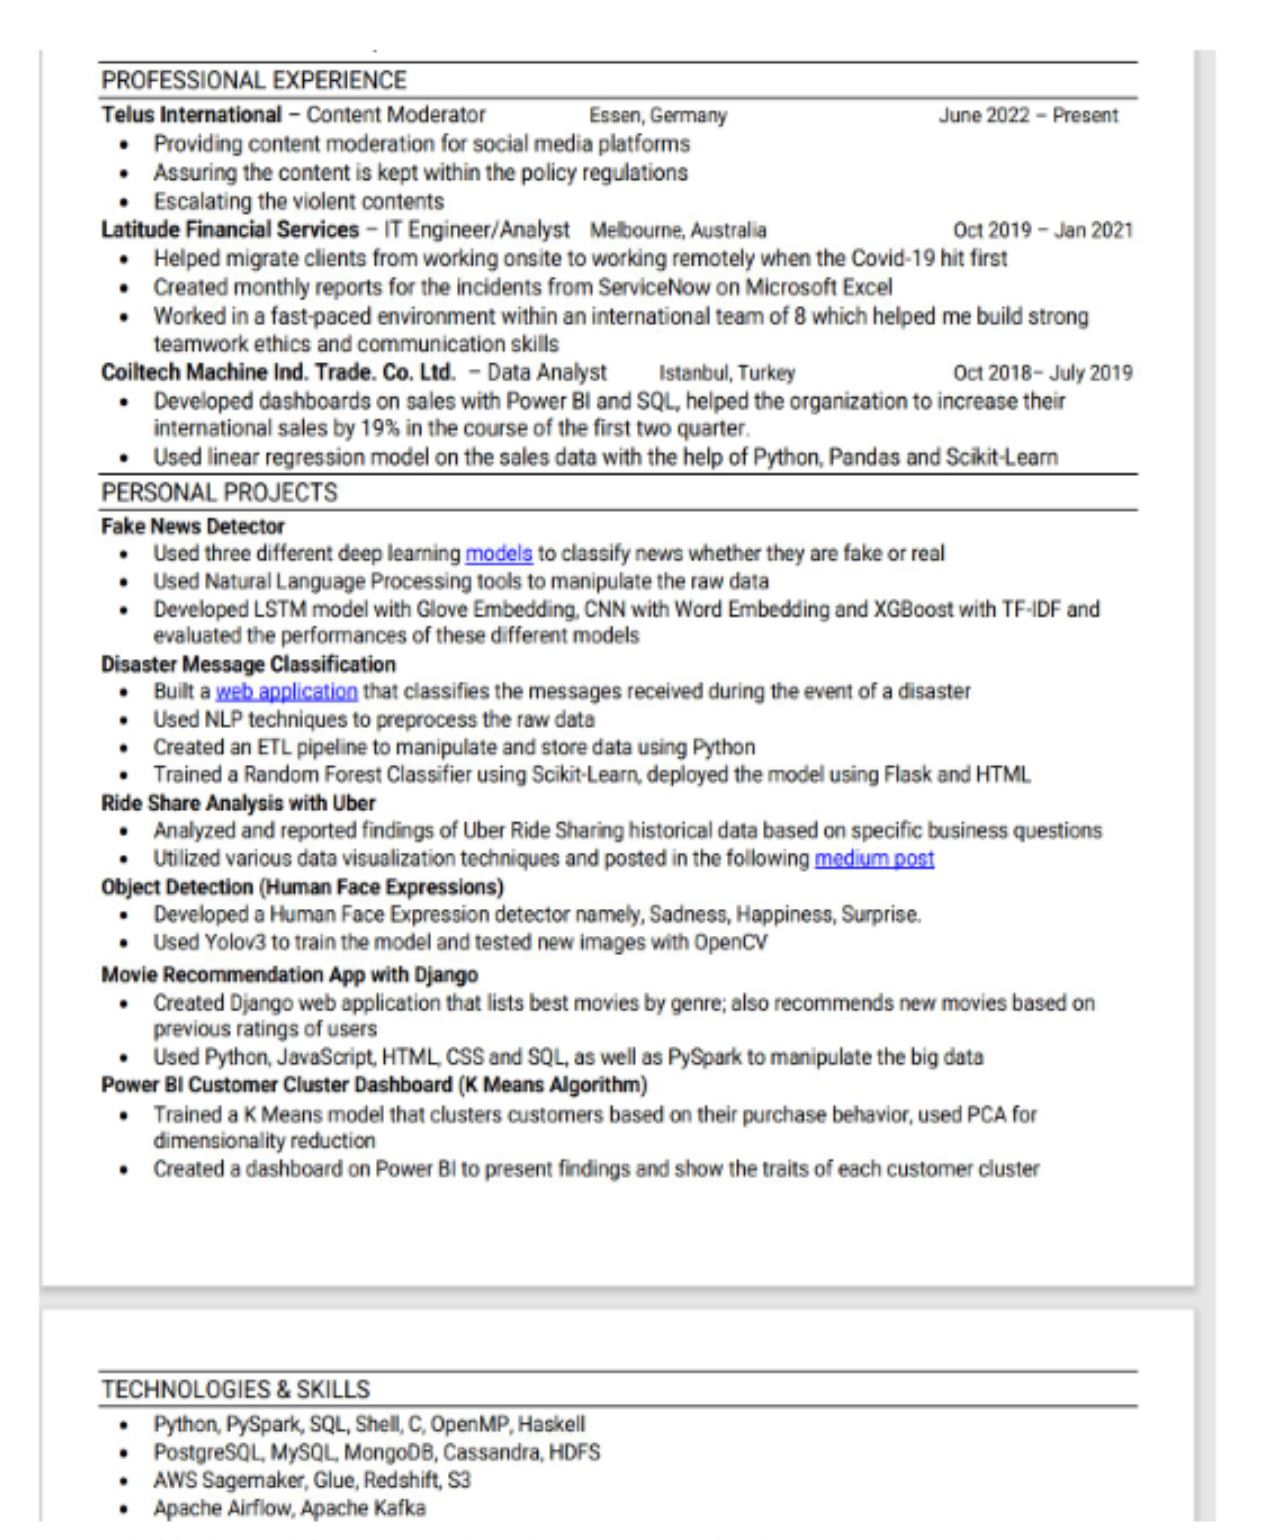 PROFESSIONAL EXPERIENCE
Telus International – Content Moderator Essen, Germany June 2022 – Present
• Providing content moderation for social media platforms
• Assuring the content is kept within the policy regulations
• Escalating the violent contents
Latitude Financial Services – IT Engineer/Analyst Melbourne, Australia Oct 2019 – Jan 2021
• Helped migrate clients from working onsite to working remotely when the Covid-19 hit first
• Created monthly reports for the incidents from ServiceNow on Microsoft Excel
• Worked in a fast-paced environment within an international team of 8 which helped me build strong
teamwork ethics and communication skills
Coiltech Machine Ind. Trade. Co. Ltd. – Data Analyst Istanbul, Turkey Oct 2018– July 2019
• Developed dashboards on sales with Power BI and SQL, helped the organization to increase their
international sales by 19% in the course of the first two quarter.
• Used linear regression model on the sales data with the help of Python, Pandas and Scikit-Learn
PERSONAL PROJECTS
Fake News Detector
• Used three different deep learning models to classify news whether they are fake or real
• Used Natural Language Processing tools to manipulate the raw data
• Developed LSTM model with Glove Embedding, CNN with Word Embedding and XGBoost with TF-IDF and
evaluated the performances of these different models
Disaster Message Classification
• Built a web application that classifies the messages received during the event of a disaster
• Used NLP techniques to preprocess the raw data
• Created an ETL pipeline to manipulate and store data using Python
• Trained a Random Forest Classifier using Scikit-Learn, deployed the model using Flask and HTML
Ride Share Analysis with Uber
• Analyzed and reported findings of Uber Ride Sharing historical data based on specific business questions
• Utilized various data visualization techniques and posted in the following medium post
Object Detection (Human Face Expressions)
• Developed a Human Face Expression detector namely, Sadness, Happiness, Surprise.
• Used Yolov3 to train the model and tested new images with OpenCV
Movie Recommendation App with Django
• Created Django web application that lists best movies by genre; also recommends new movies based on
previous ratings of users
• Used Python, JavaScript, HTML, CSS and SQL, as well as PySpark to manipulate the big data
Power BI Customer Cluster Dashboard (K Means Algorithm)
• Trained a K Means model that clusters customers based on their purchase behavior, used PCA for
dimensionality reduction
• Created a dashboard on Power BI to present findings and show the traits of each customer cluster
TECHNOLOGIES & SKILLS
• Python, PySpark, SQL, Shell, C, OpenMP, Haskell
• PostgreSQL, MySQL, MongoDB, Cassandra, HDFS
• AWS Sagemaker, Glue, Redshift, S3
• Apache Airflow, Apache Kafka